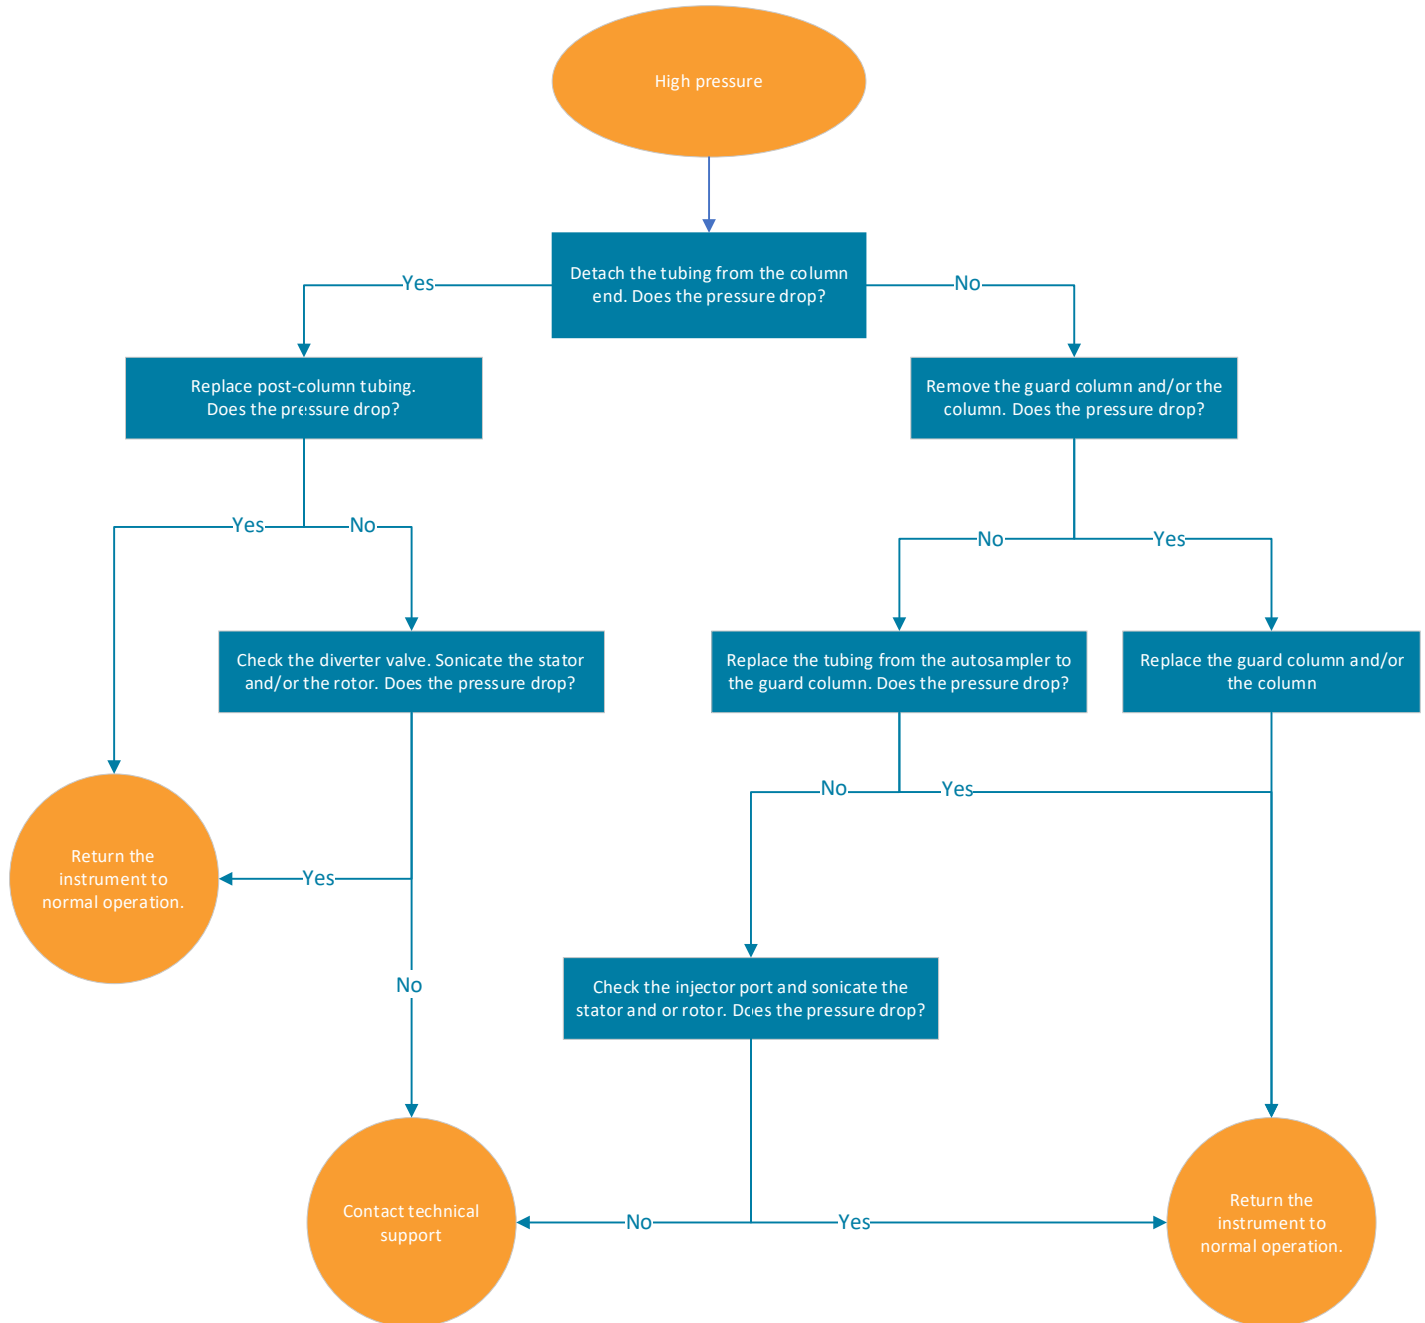 High pressure
Detach the tubing from the column
end. Does the pressure drop?
Yes
No
Replace post-column tubing.
Does the pressure drop?
Remove the guard column and/or the
column. Does the pressure drop?
Yes
No
No
Yes
Check the diverter valve. Sonicate the stator
and/or the rotor. Does the pressure drop?
Replace the tubing from the autosampler to
the guard column. Does the pressure drop?
Replace the guard column and/or
the column
No
Yes
Return the
instrument to
normal operation.
Yes
No
Check the injector port and sonicate the
stator and or rotor. Does the pressure drop?
Contact technical
support
No
Yes
Return the
instrument to
normal operation.